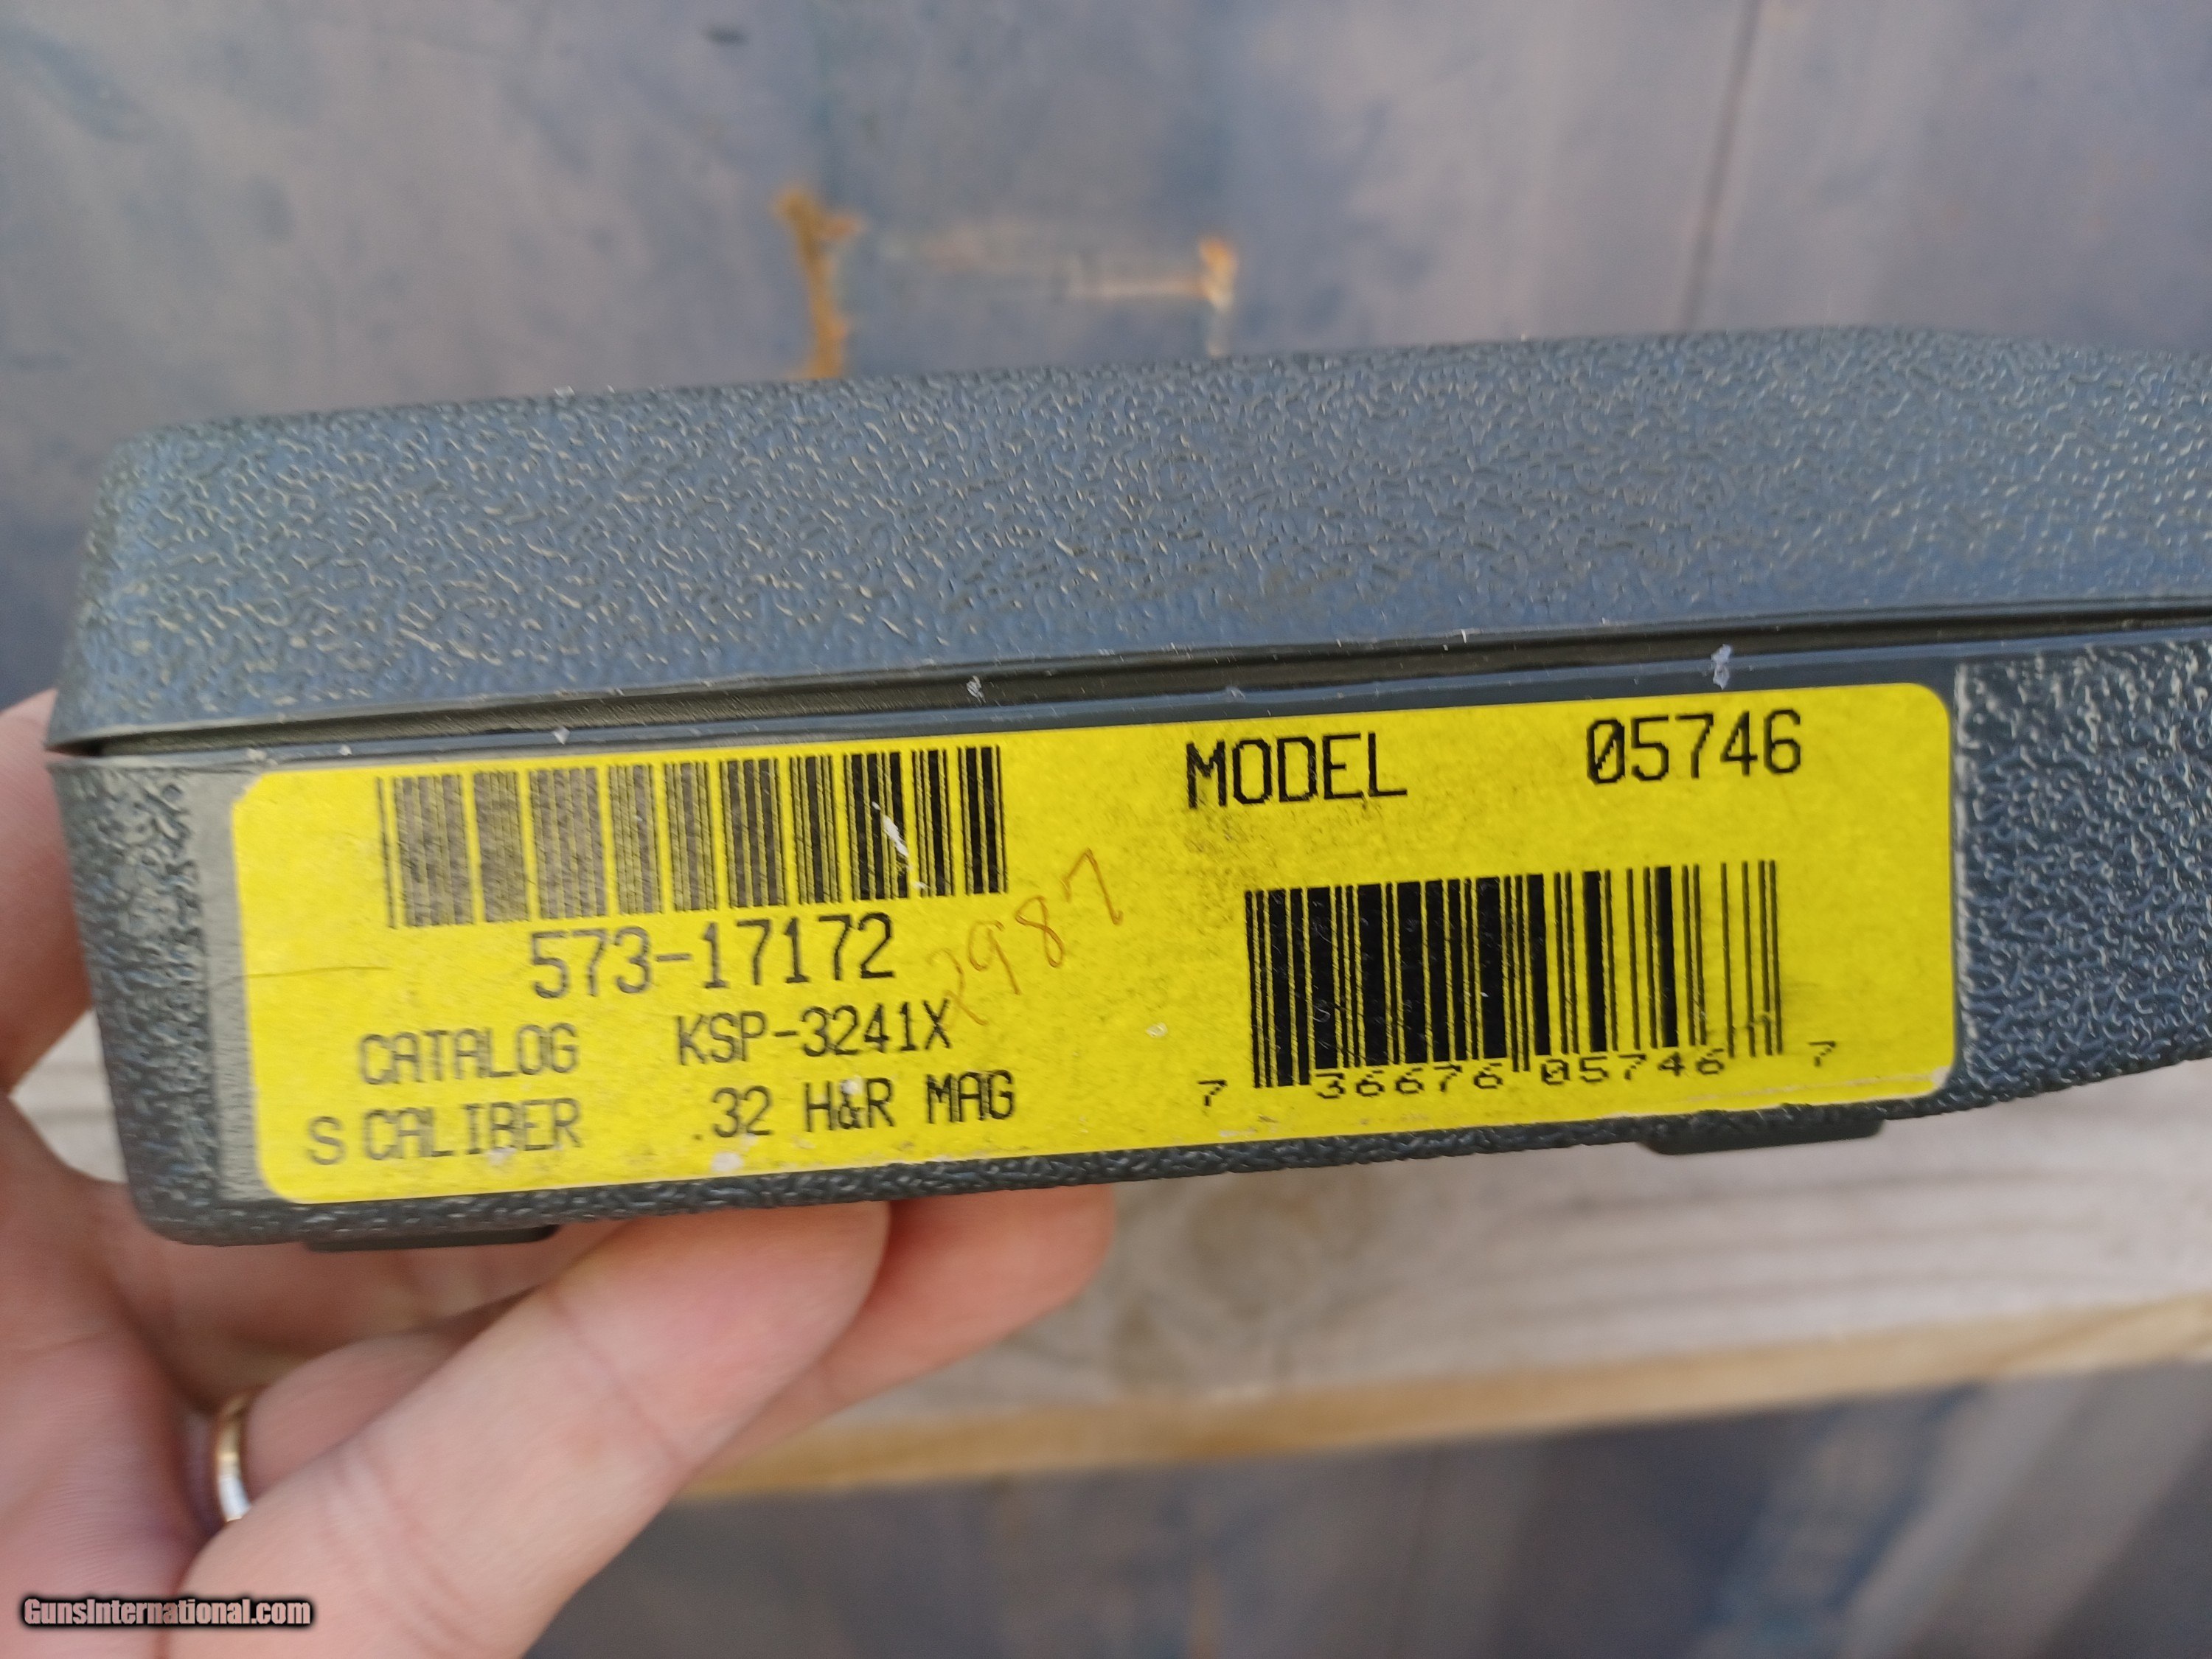 MODEL 05746
573-17172
2987
CATALOG KSP-3241X
S CALIBER .32 H&R MAG
7 36676 05746 7
GunsInternational.com